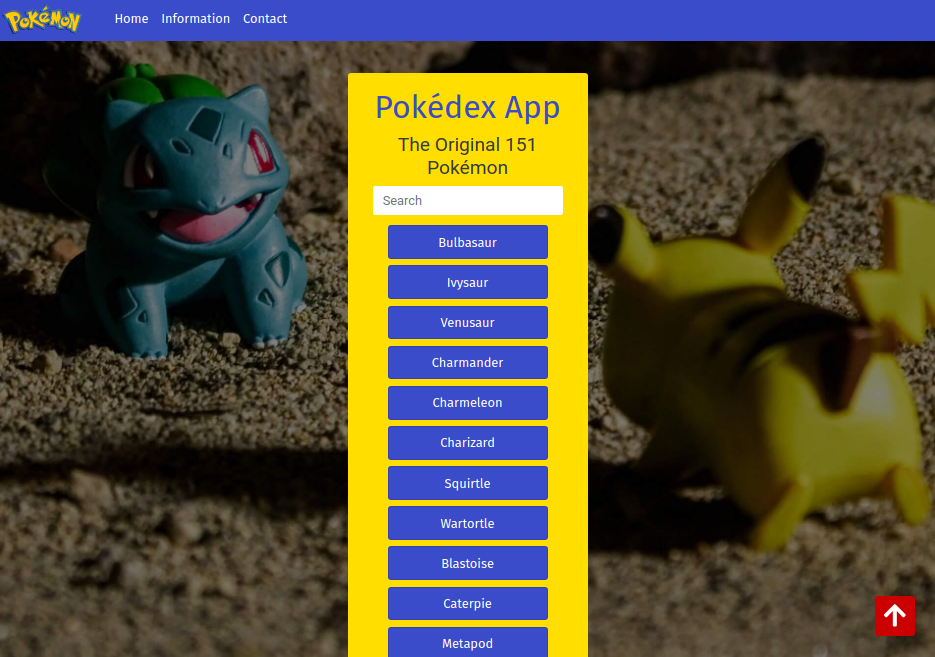 Pokémon
Home Information Contact
Pokédex App
The Original 151
Pokémon
Search
Bulbasaur
Ivysaur
Venusaur
Charmander
Charmeleon
Charizard
Squirtle
Wartortle
Blastoise
Caterpie
Metapod